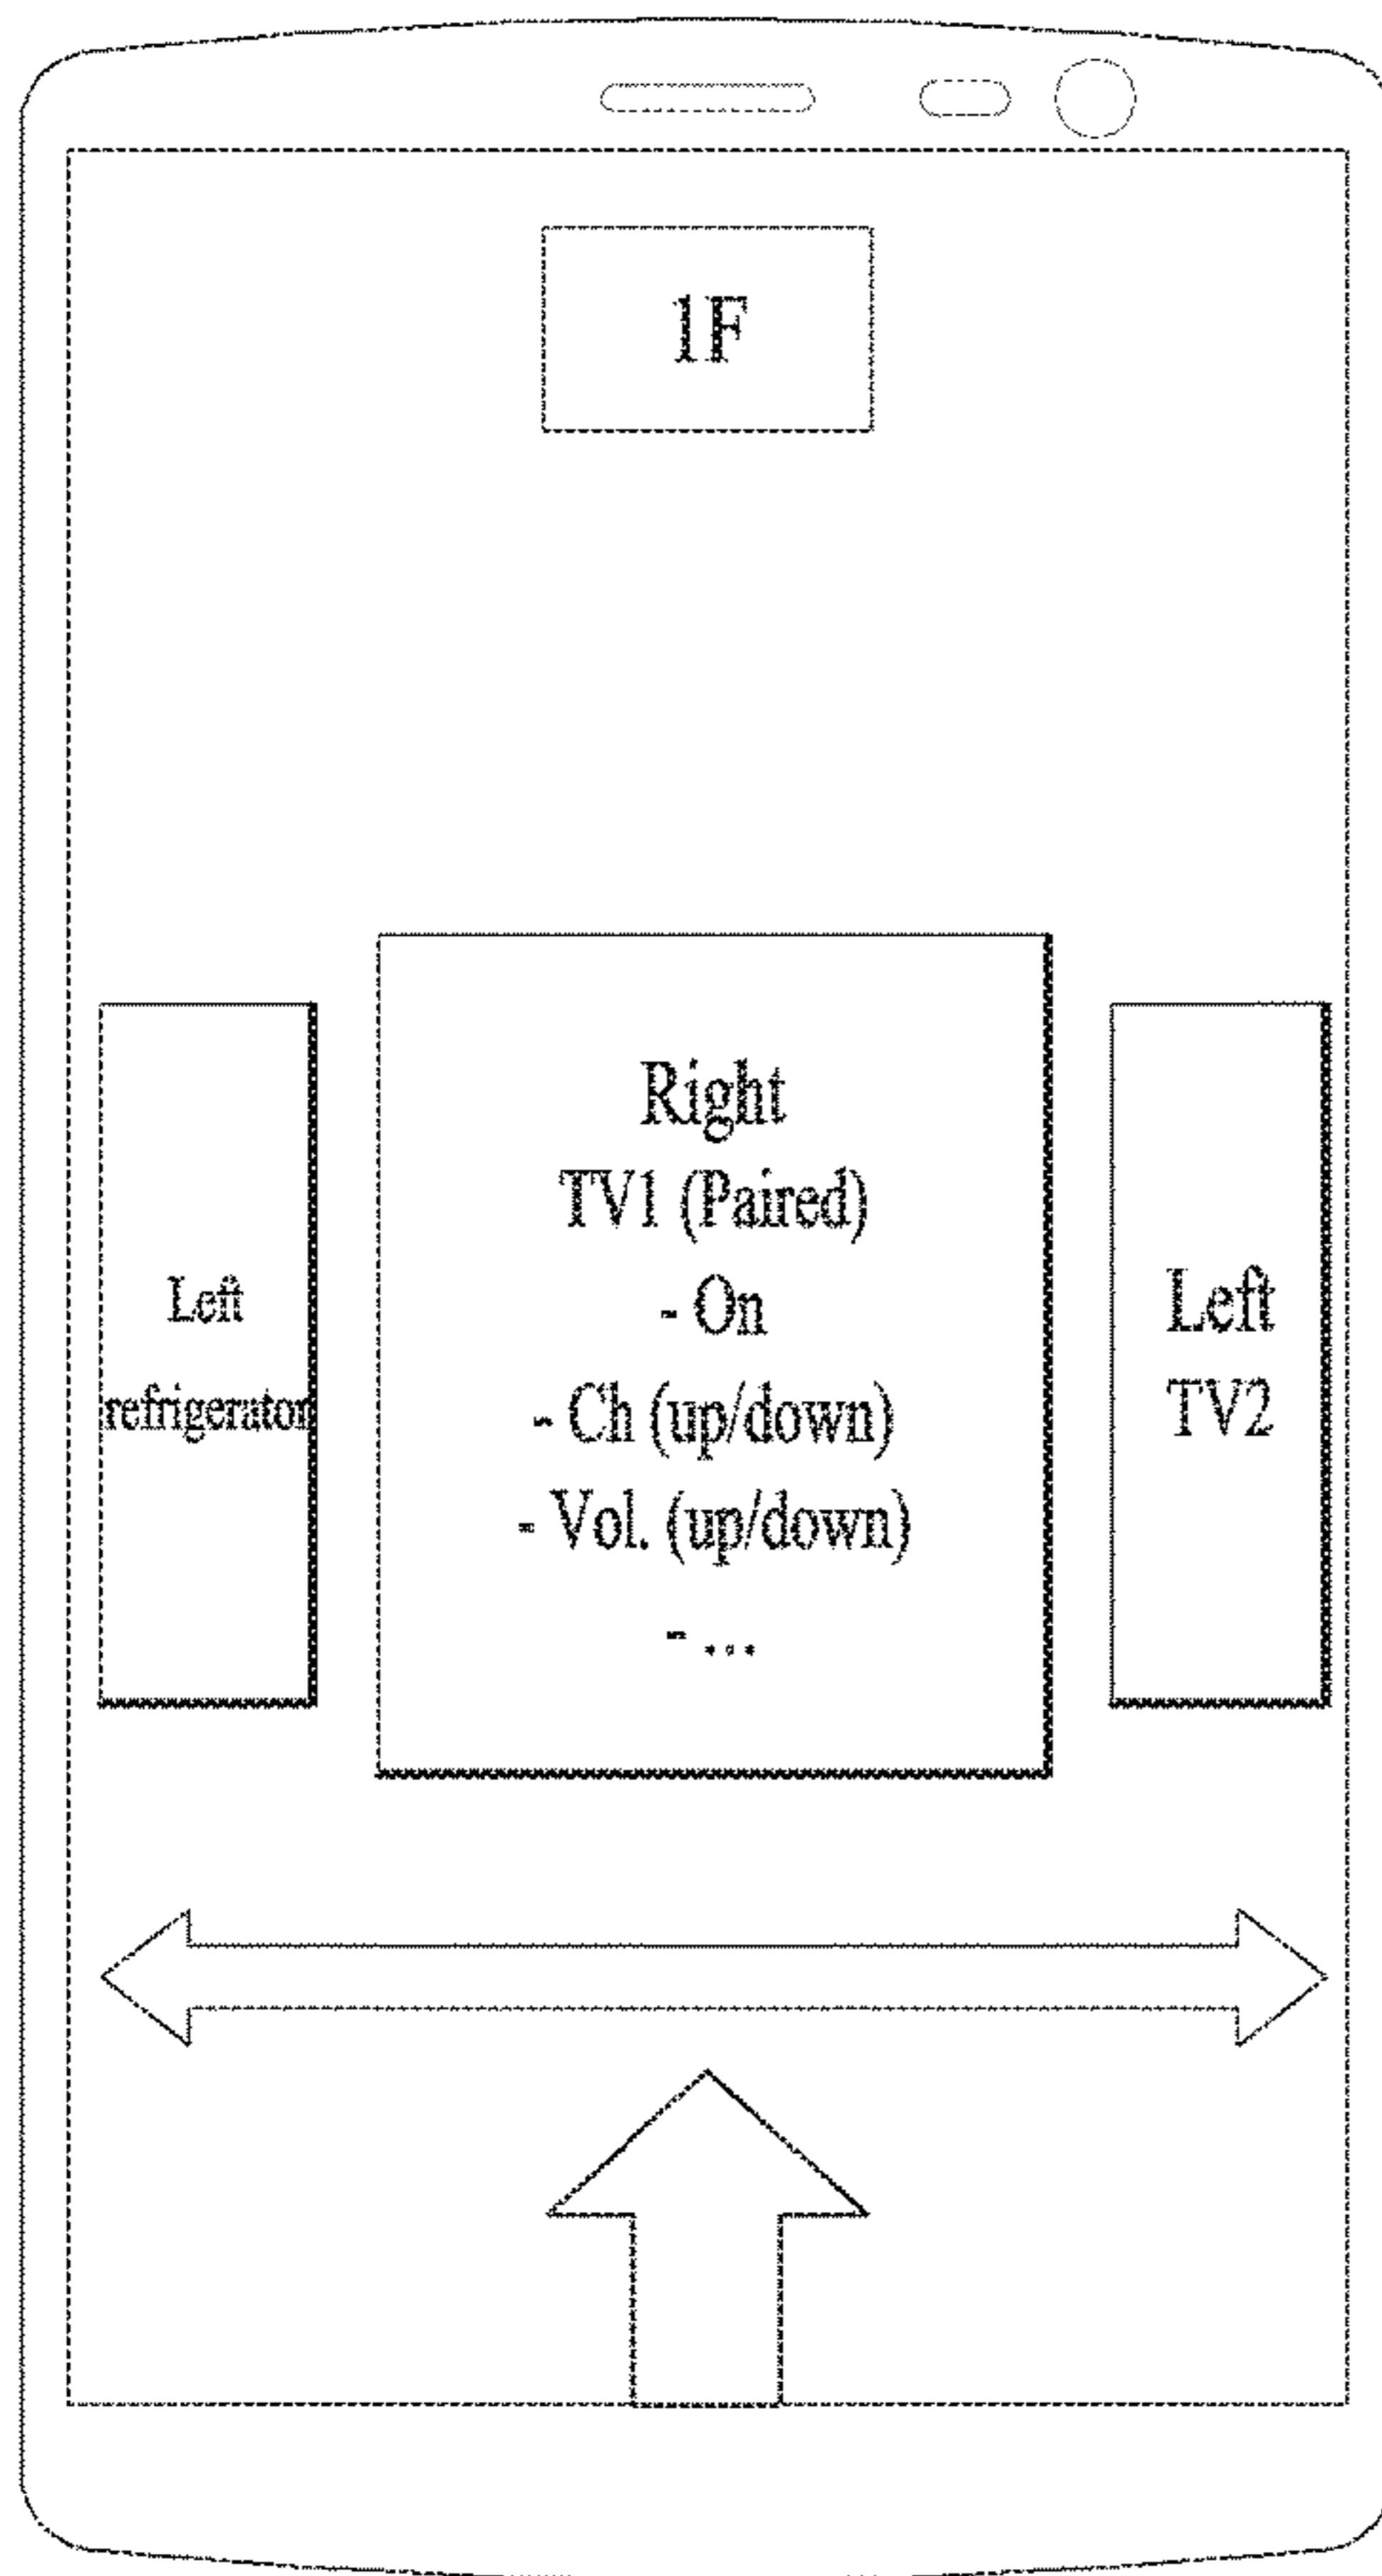 1F
Left
refrigerator
Right
TV1 (Paired)
- On
- Ch (up/down)
- Vol. (up/down)
- ...
Left
TV2